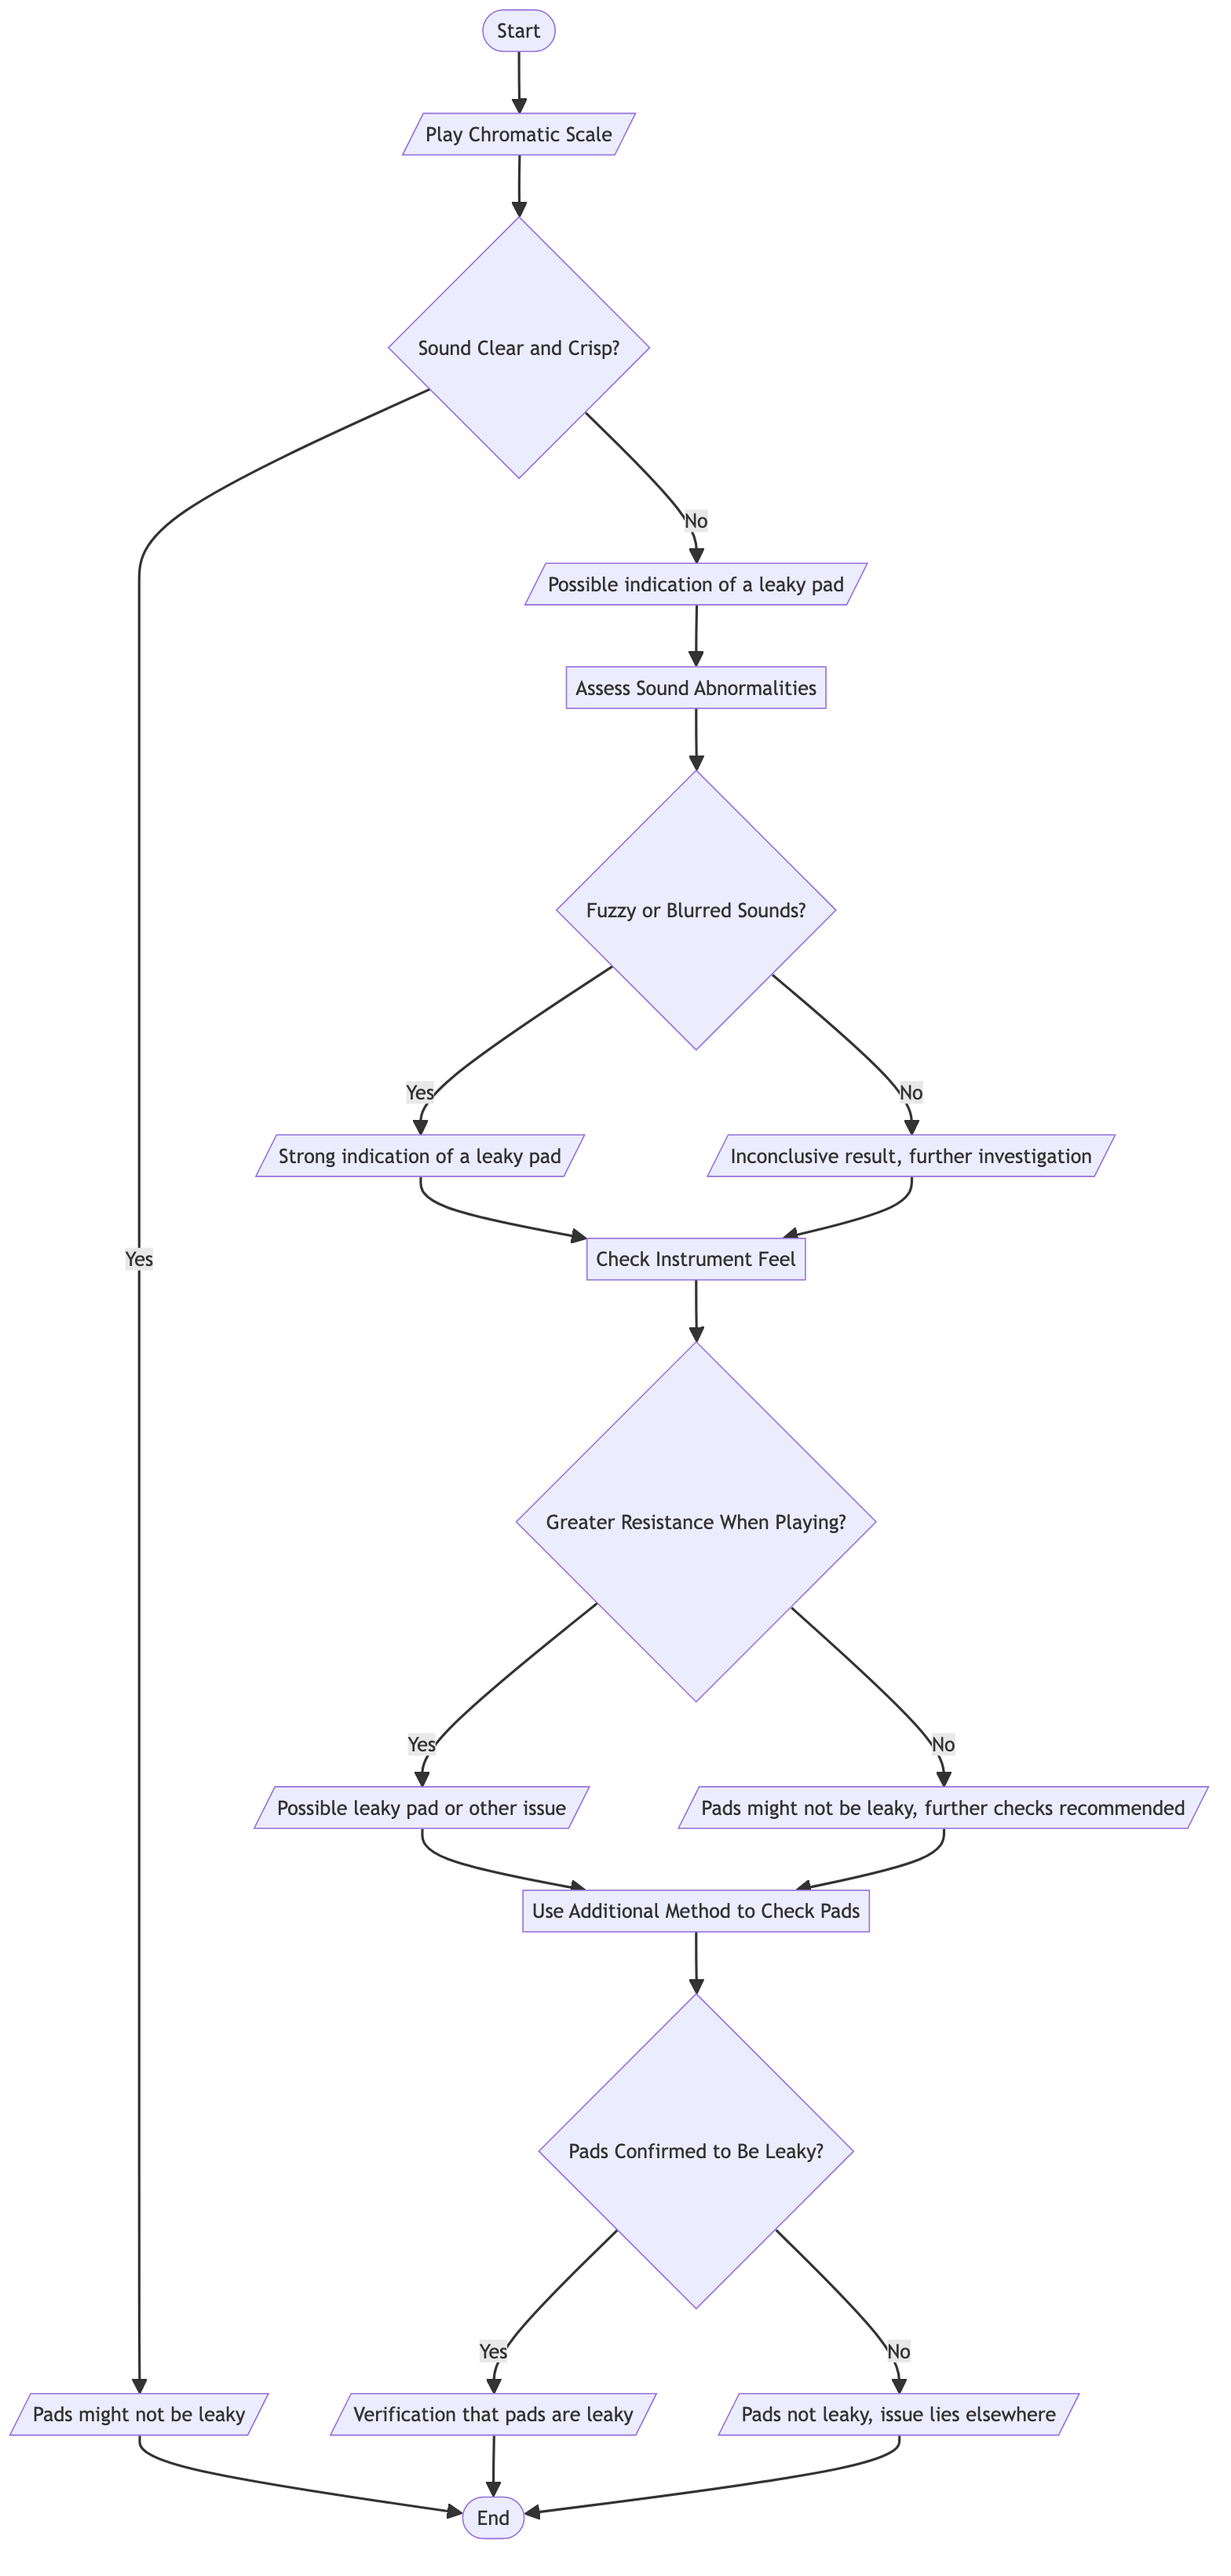 Start
Play Chromatic Scale
Sound Clear and Crisp?
No
Possible indication of a leaky pad
Assess Sound Abnormalities
Fuzzy or Blurred Sounds?
Yes
No
Strong indication of a leaky pad
Inconclusive result, further investigation
Yes
Check Instrument Feel
Greater Resistance When Playing?
Yes
No
Possible leaky pad or other issue
Pads might not be leaky, further checks recommended
Use Additional Method to Check Pads
Pads Confirmed to Be Leaky?
Yes
No
Pads might not be leaky
Verification that pads are leaky
Pads not leaky, issue lies elsewhere
End